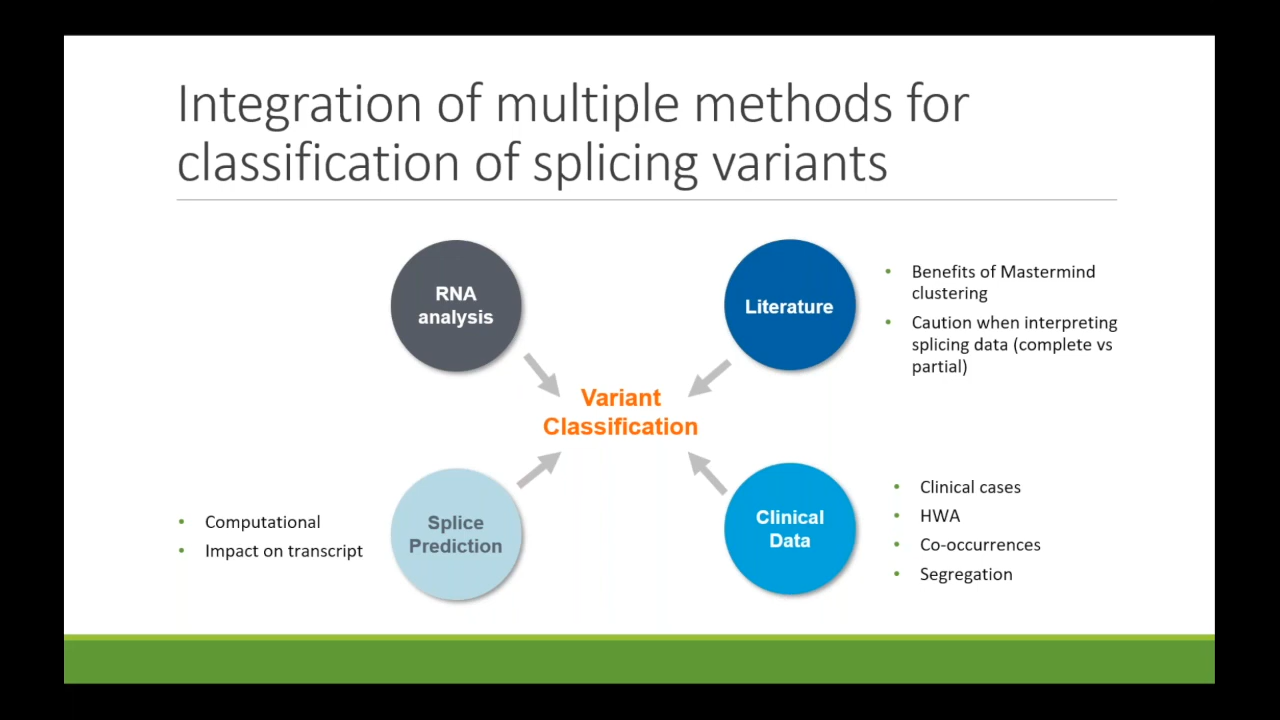 Integration of multiple methods for
classification of splicing variants
RNA
analysis
Literature
• Benefits of Mastermind
clustering
• Caution when interpreting
splicing data (complete vs
partial)
Variant
Classification
Splice
Prediction
• Computational
• Impact on transcript
Clinical
Data
• Clinical cases
• HWA
• Co-occurrences
• Segregation